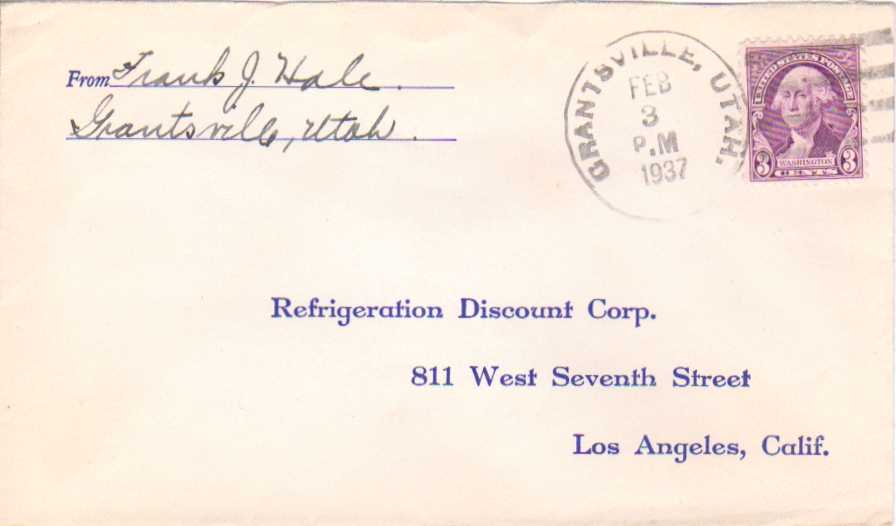 From Frank J. Hale.
Grantsville, Utah.
GRANTSVILLE, UTAH.
FEB
3
P.M
1937
UNITED STATES POSTAGE
3 WASHINGTON 3
CENTS
Refrigeration Discount Corp.
811 West Seventh Street
Los Angeles, Calif.